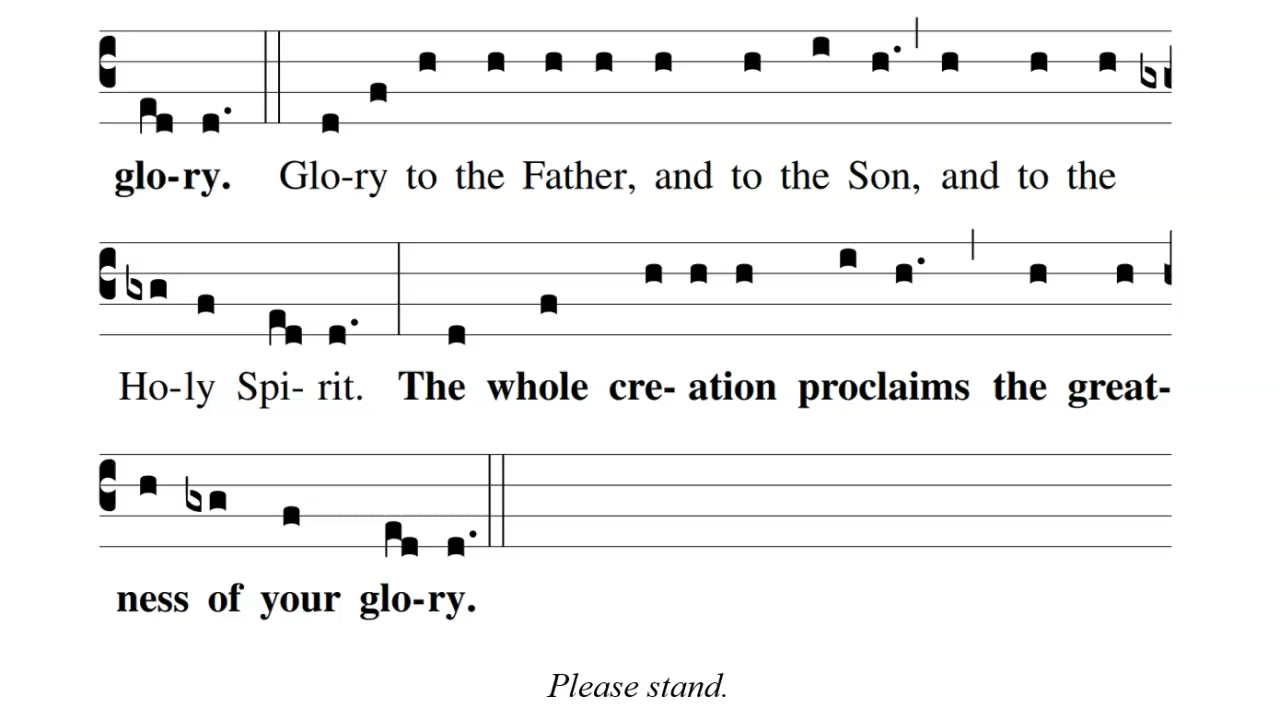 glo-ry. Glo-ry to the Father, and to the Son, and to the
Ho-ly Spi- rit. The whole cre- ation proclaims the great-
ness of your glo-ry.
Please stand.